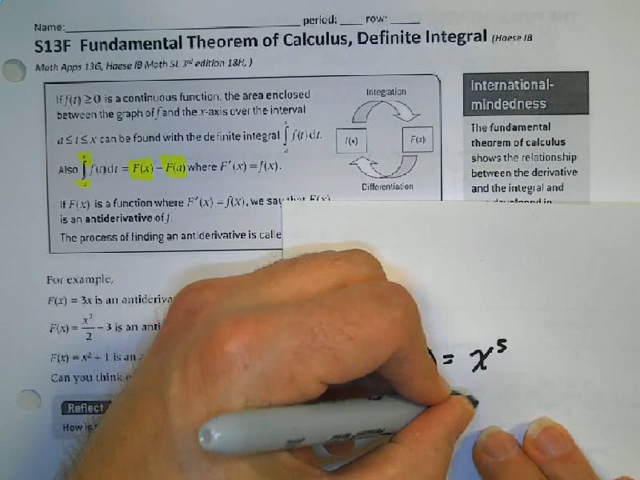 Name: period: row:
S13F Fundamental Theorem of Calculus, Definite Integral (Haese IB
Math Apps 13G, Haese IB Math SL 3rd edition 18H, )
If f(t) ≥ 0 is a continuous function, the area enclosed
between the graph of f and the x-axis over the interval
a ≤ t ≤ x can be found with the definite integral ∫ f(t) dt.
Also ∫ f(t)dt = F(x) − F(a) where F'(x) = f(x).
If F(x) is a function where F'(x) = f(x), we say that F(x)
is an antiderivative of f.
The process of finding an antiderivative is calle
Integration
f(x)
F(x)
Differentiation
International-
mindedness
The fundamental
theorem of calculus
shows the relationship
between the derivative
and the integral and
For example,
F(x) = 3x is an antideriva
F(x) = x²/2 − 3 is an anti
F(x) = x² + 1 is an
Can you think
Reflect
How is
) = x⁵